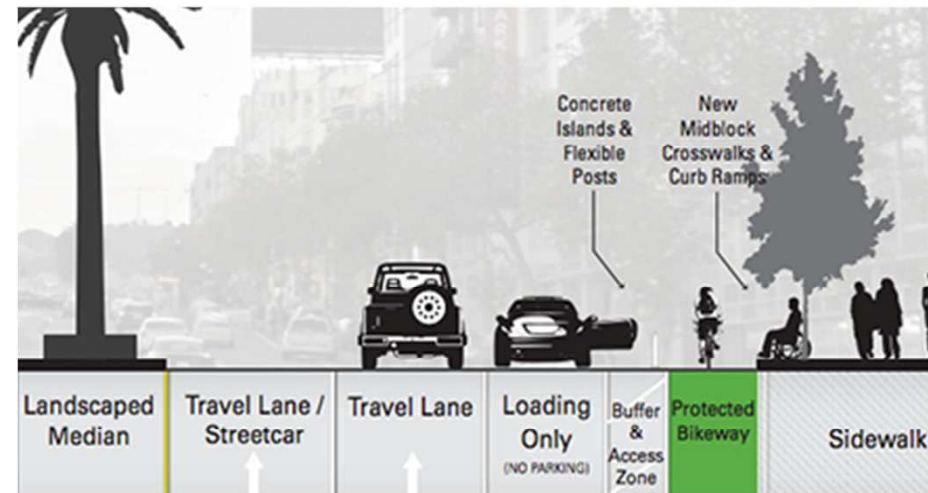 Concrete
Islands &
Flexible
Posts
New
Midblock
Crosswalks &
Curb Ramps
Landscaped
Median
Travel Lane /
Streetcar
Travel Lane
Loading
Only
(NO PARKING)
Buffer
&
Access
Zone
Protected
Bikeway
Sidewalk